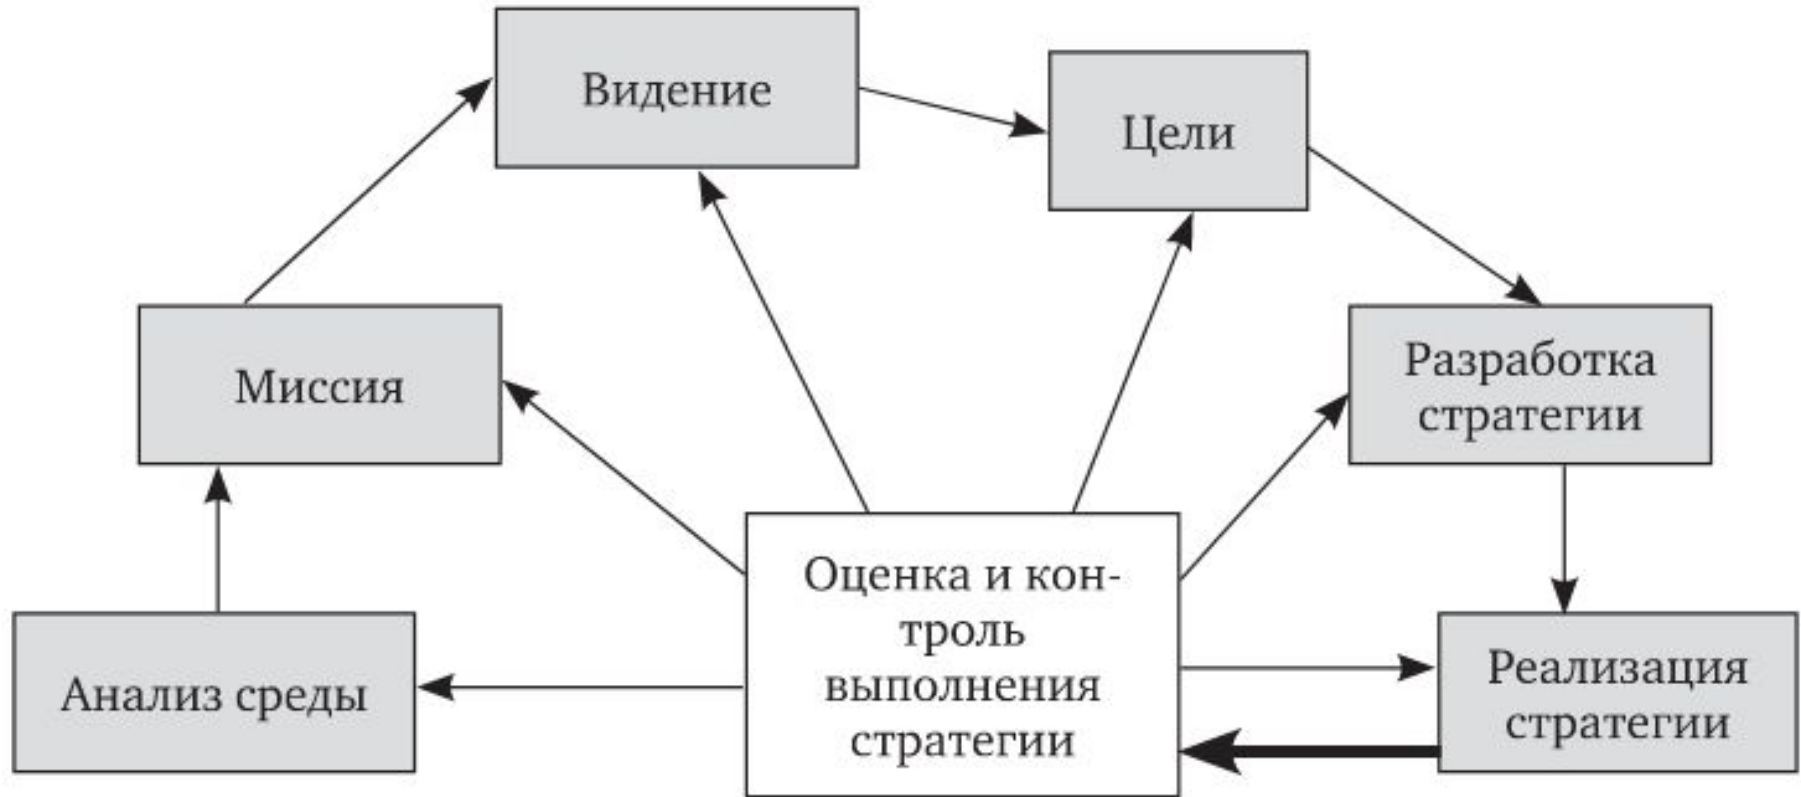 Видение
Цели
Миссия
Разработка
стратегии
Оценка и кон-
троль
выполнения
стратегии
Анализ среды
Реализация
стратегии